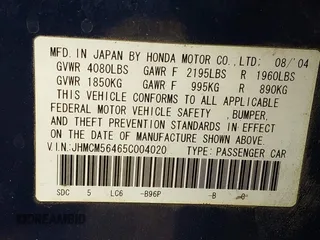 MFD. IN JAPAN BY HONDA MOTOR CO., LTD: 08/'04
GVWR 4080LBS GAWR F 2195LBS R 1960LBS
GVWR 1850KG GAWR F 995KG R 890KG
THIS VEHICLE CONFORMS TO ALL APPLICABLE
FEDERAL MOTOR VEHICLE SAFETY ,BUMPER,
AND THEFT PREVENTION STANDARDS IN EFFECT
ON THE DATE OF MANUFACTURE SHOWN ABOVE.
V.I.N: JHMCM56465C004020 TYPE: PASSENGER CAR
SDC 5 LC6 -B96P -B
DREAMBID